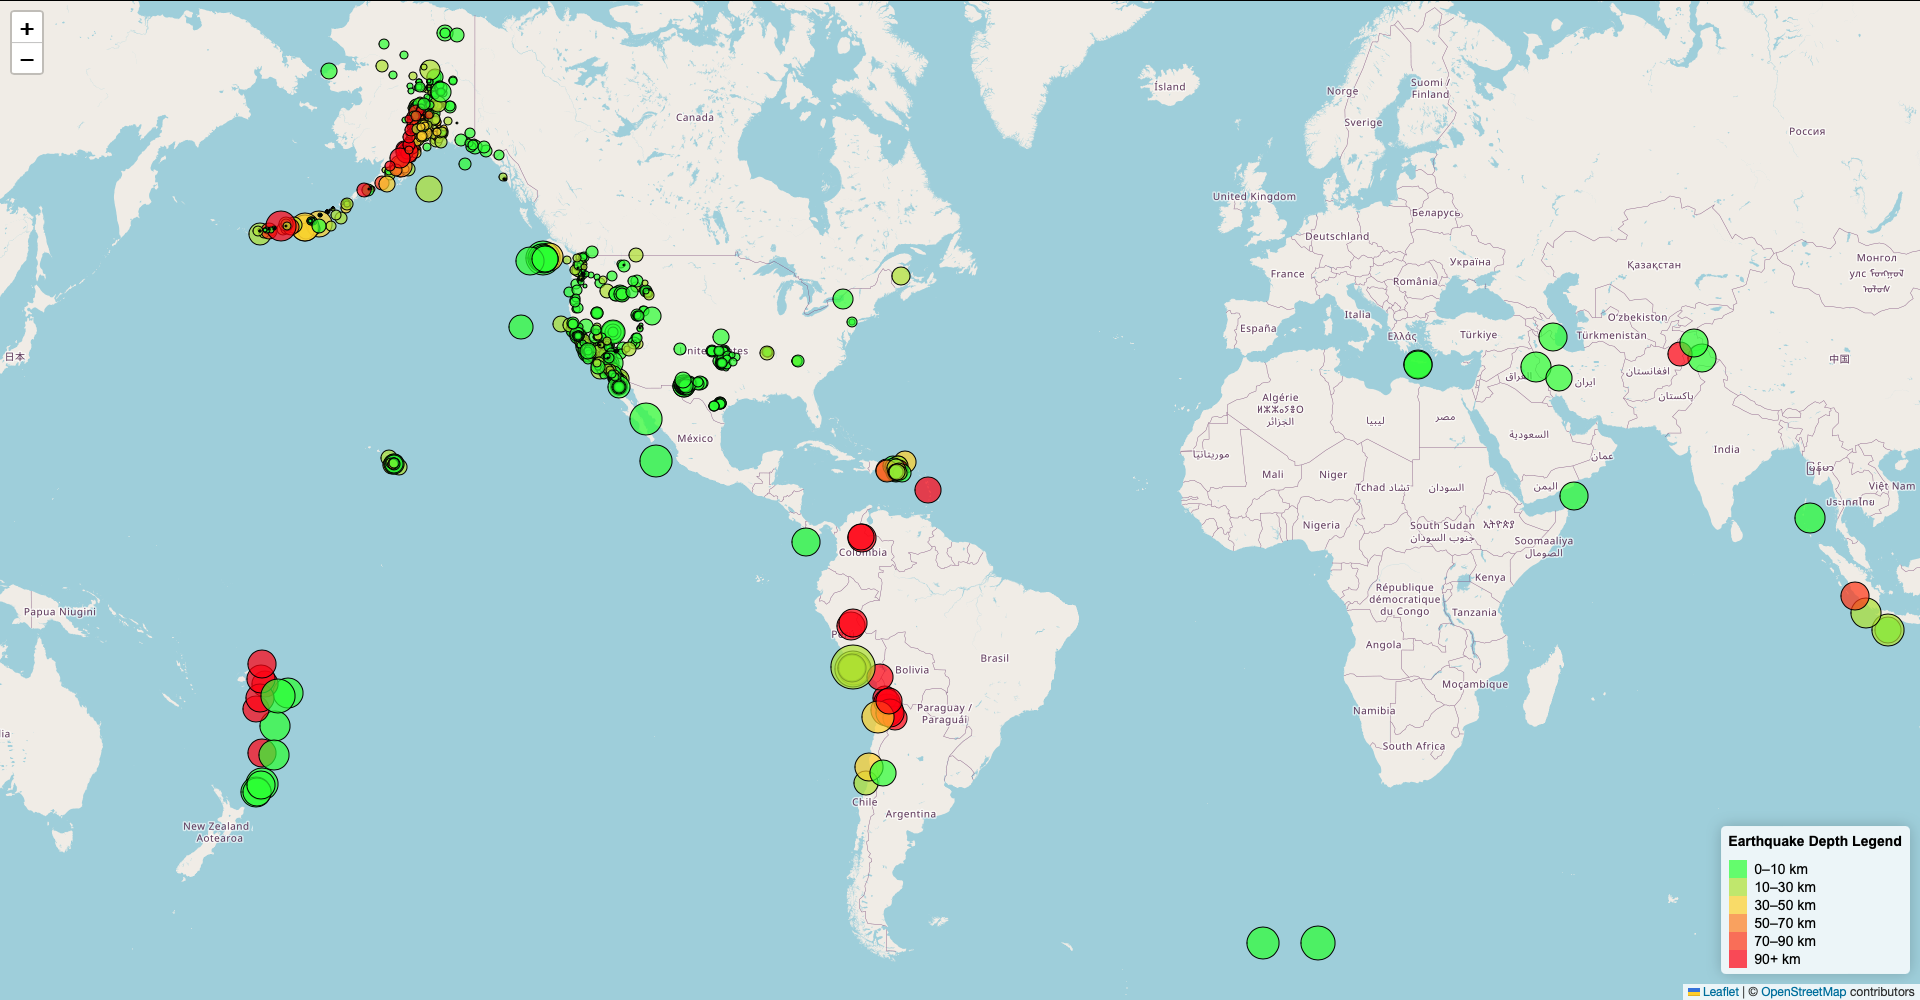 +
−
Ísland
Suomi /
Finland
Norge
Sverige
Canada
Россия
United Kingdom
Беларусь
Deutschland
Україна
France
România
Қазақстан
Монгол
улс
Italia
España
Ελλάς
Türkiye
O'zbekiston
Türkmenistan
日本
United States
中国
العراق
ايران
افغانستان
پاکستان
Algérie
ⵍⵣⵣⴰⵢⴻⵔ
الجزائر
ليبيا
مصر
السعودية
عمان
México
India
موريتانيا
Mali
Niger
Tchad تشاد
السودان
اليمن
Việt Nam
ประเทศไทย
Nigeria
South Sudan
جنوب السودان
ኢትዮጵያ
Soomaaliya
الصومال
Colombia
Kenya
République
démocratique
du Congo
Tanzania
Papua Niugini
Angola
Brasil
Bolivia
Moçambique
Namibia
Paraguay /
Paraguái
South Africa
Chile
Argentina
New Zealand
Aotearoa
Earthquake Depth Legend
0–10 km
10–30 km
30–50 km
50–70 km
70–90 km
90+ km
Leaflet | © OpenStreetMap contributors